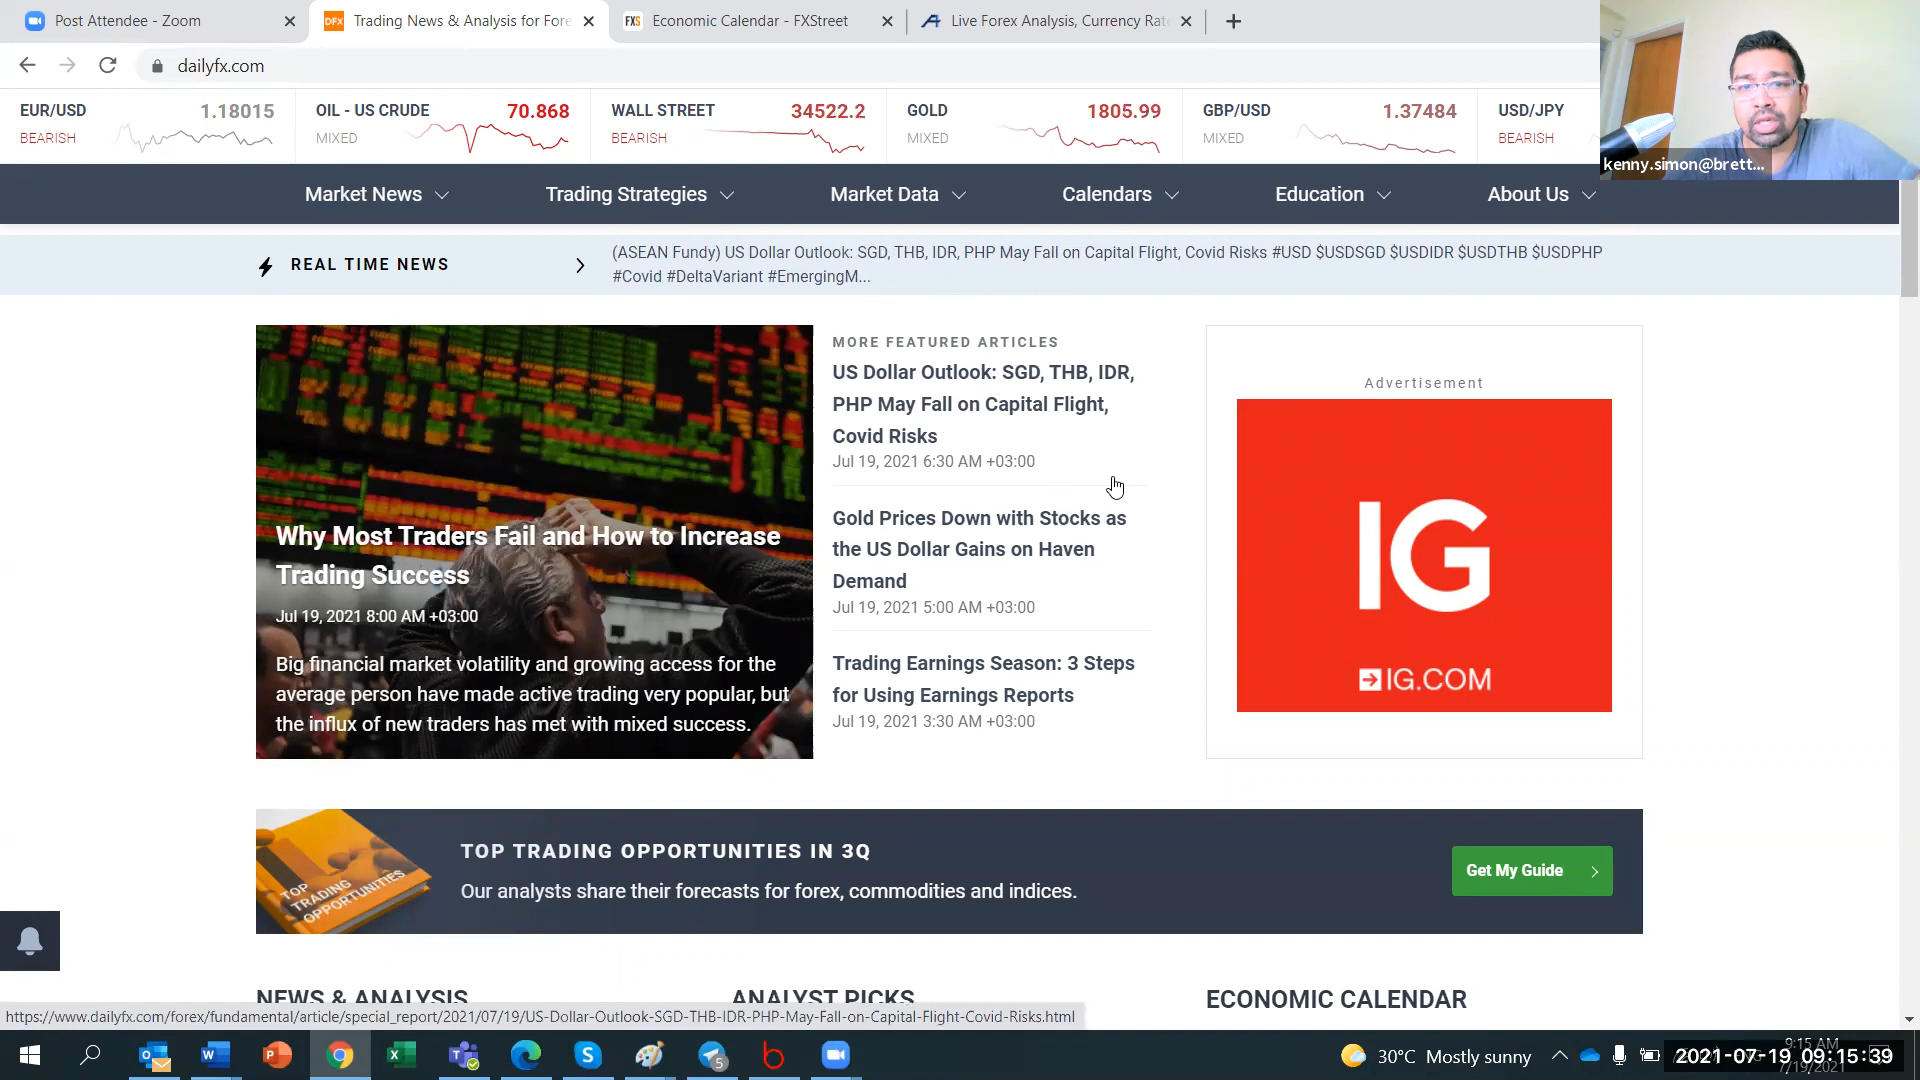 Post Attendee - Zoom
DFX
Trading News & Analysis for Fore
FXS
Economic Calendar - FXStreet
Live Forex Analysis, Currency Rate
dailyfx.com
EUR/USD 1.18015
BEARISH
OIL - US CRUDE 70.868
MIXED
WALL STREET 34522.2
BEARISH
GOLD 1805.99
MIXED
GBP/USD 1.37484
MIXED
USD/JPY
BEARISH
kenny.simon@brett...
Market News
Trading Strategies
Market Data
Calendars
Education
About Us
REAL TIME NEWS
(ASEAN Fundy) US Dollar Outlook: SGD, THB, IDR, PHP May Fall on Capital Flight, Covid Risks #USD $USDSGD $USDIDR $USDTHB $USDPHP
#Covid #DeltaVariant #EmergingM...
Why Most Traders Fail and How to Increase
Trading Success
Jul 19, 2021 8:00 AM +03:00
Big financial market volatility and growing access for the
average person have made active trading very popular, but
the influx of new traders has met with mixed success.
MORE FEATURED ARTICLES
US Dollar Outlook: SGD, THB, IDR,
PHP May Fall on Capital Flight,
Covid Risks
Jul 19, 2021 6:30 AM +03:00
Gold Prices Down with Stocks as
the US Dollar Gains on Haven
Demand
Jul 19, 2021 5:00 AM +03:00
Trading Earnings Season: 3 Steps
for Using Earnings Reports
Jul 19, 2021 3:30 AM +03:00
Advertisement
IG
IG.COM
TOP
TRADING
OPPORTUNITIES
TOP TRADING OPPORTUNITIES IN 3Q
Our analysts share their forecasts for forex, commodities and indices.
Get My Guide
NEWS & ANALYSIS
ANALYST PICKS
ECONOMIC CALENDAR
https://www.dailyfx.com/forex/fundamental/article/special_report/2021/07/19/US-Dollar-Outlook-SGD-THB-IDR-PHP-May-Fall-on-Capital-Flight-Covid-Risks.html
30°C Mostly sunny
9:15 AM
2021-07-19 09:15:39
7/19/2021